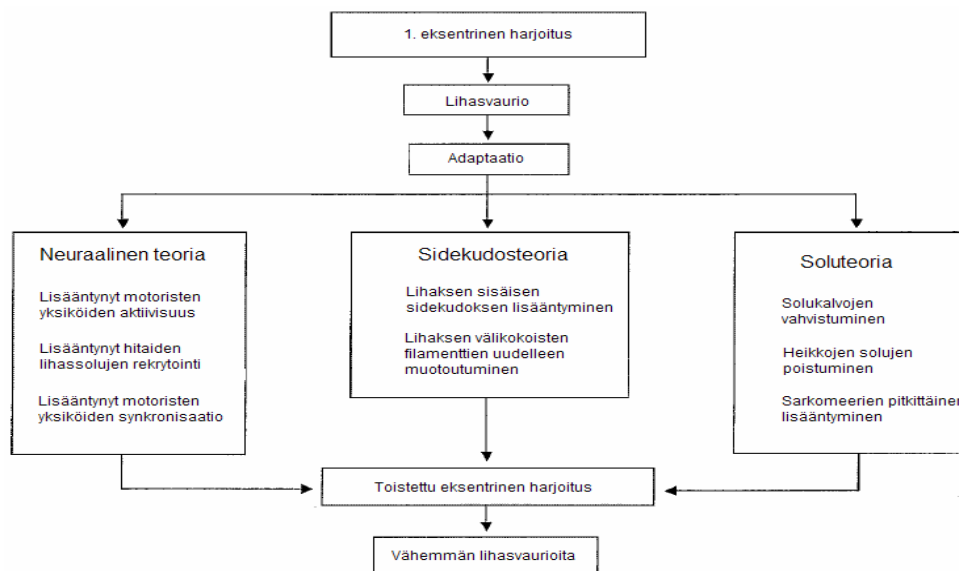 1. eksentrinen harjoitus
Lihasvaurio
Adaptaatio
Neuraalinen teoria
Lisääntynyt motoristen
yksiköiden aktiivisuus
Lisääntynyt hitaiden
lihassolujen rekrytointi
Lisääntynyt motoristen
yksiköiden synkronisaatio
Sidekudosteoria
Lihaksen sisäisen
sidekudoksen lisääntyminen
Lihaksen välikokoisten
filamenttien uudelleen
muotoutuminen
Soluteoria
Solukalvojen
vahvistuminen
Heikkojen solujen
poistuminen
Sarkomeerien pitkittäinen
lisääntyminen
Toistettu eksentrinen harjoitus
Vähemmän lihasvaurioita